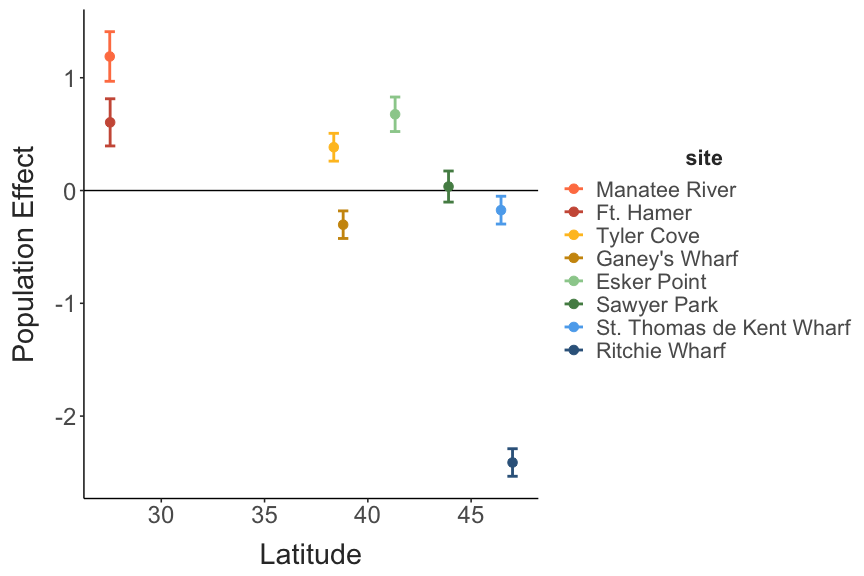 1
0
-1
-2
Population Effect
30 35 40 45
Latitude
site
Manatee River
Ft. Hamer
Tyler Cove
Ganey's Wharf
Esker Point
Sawyer Park
St. Thomas de Kent Wharf
Ritchie Wharf